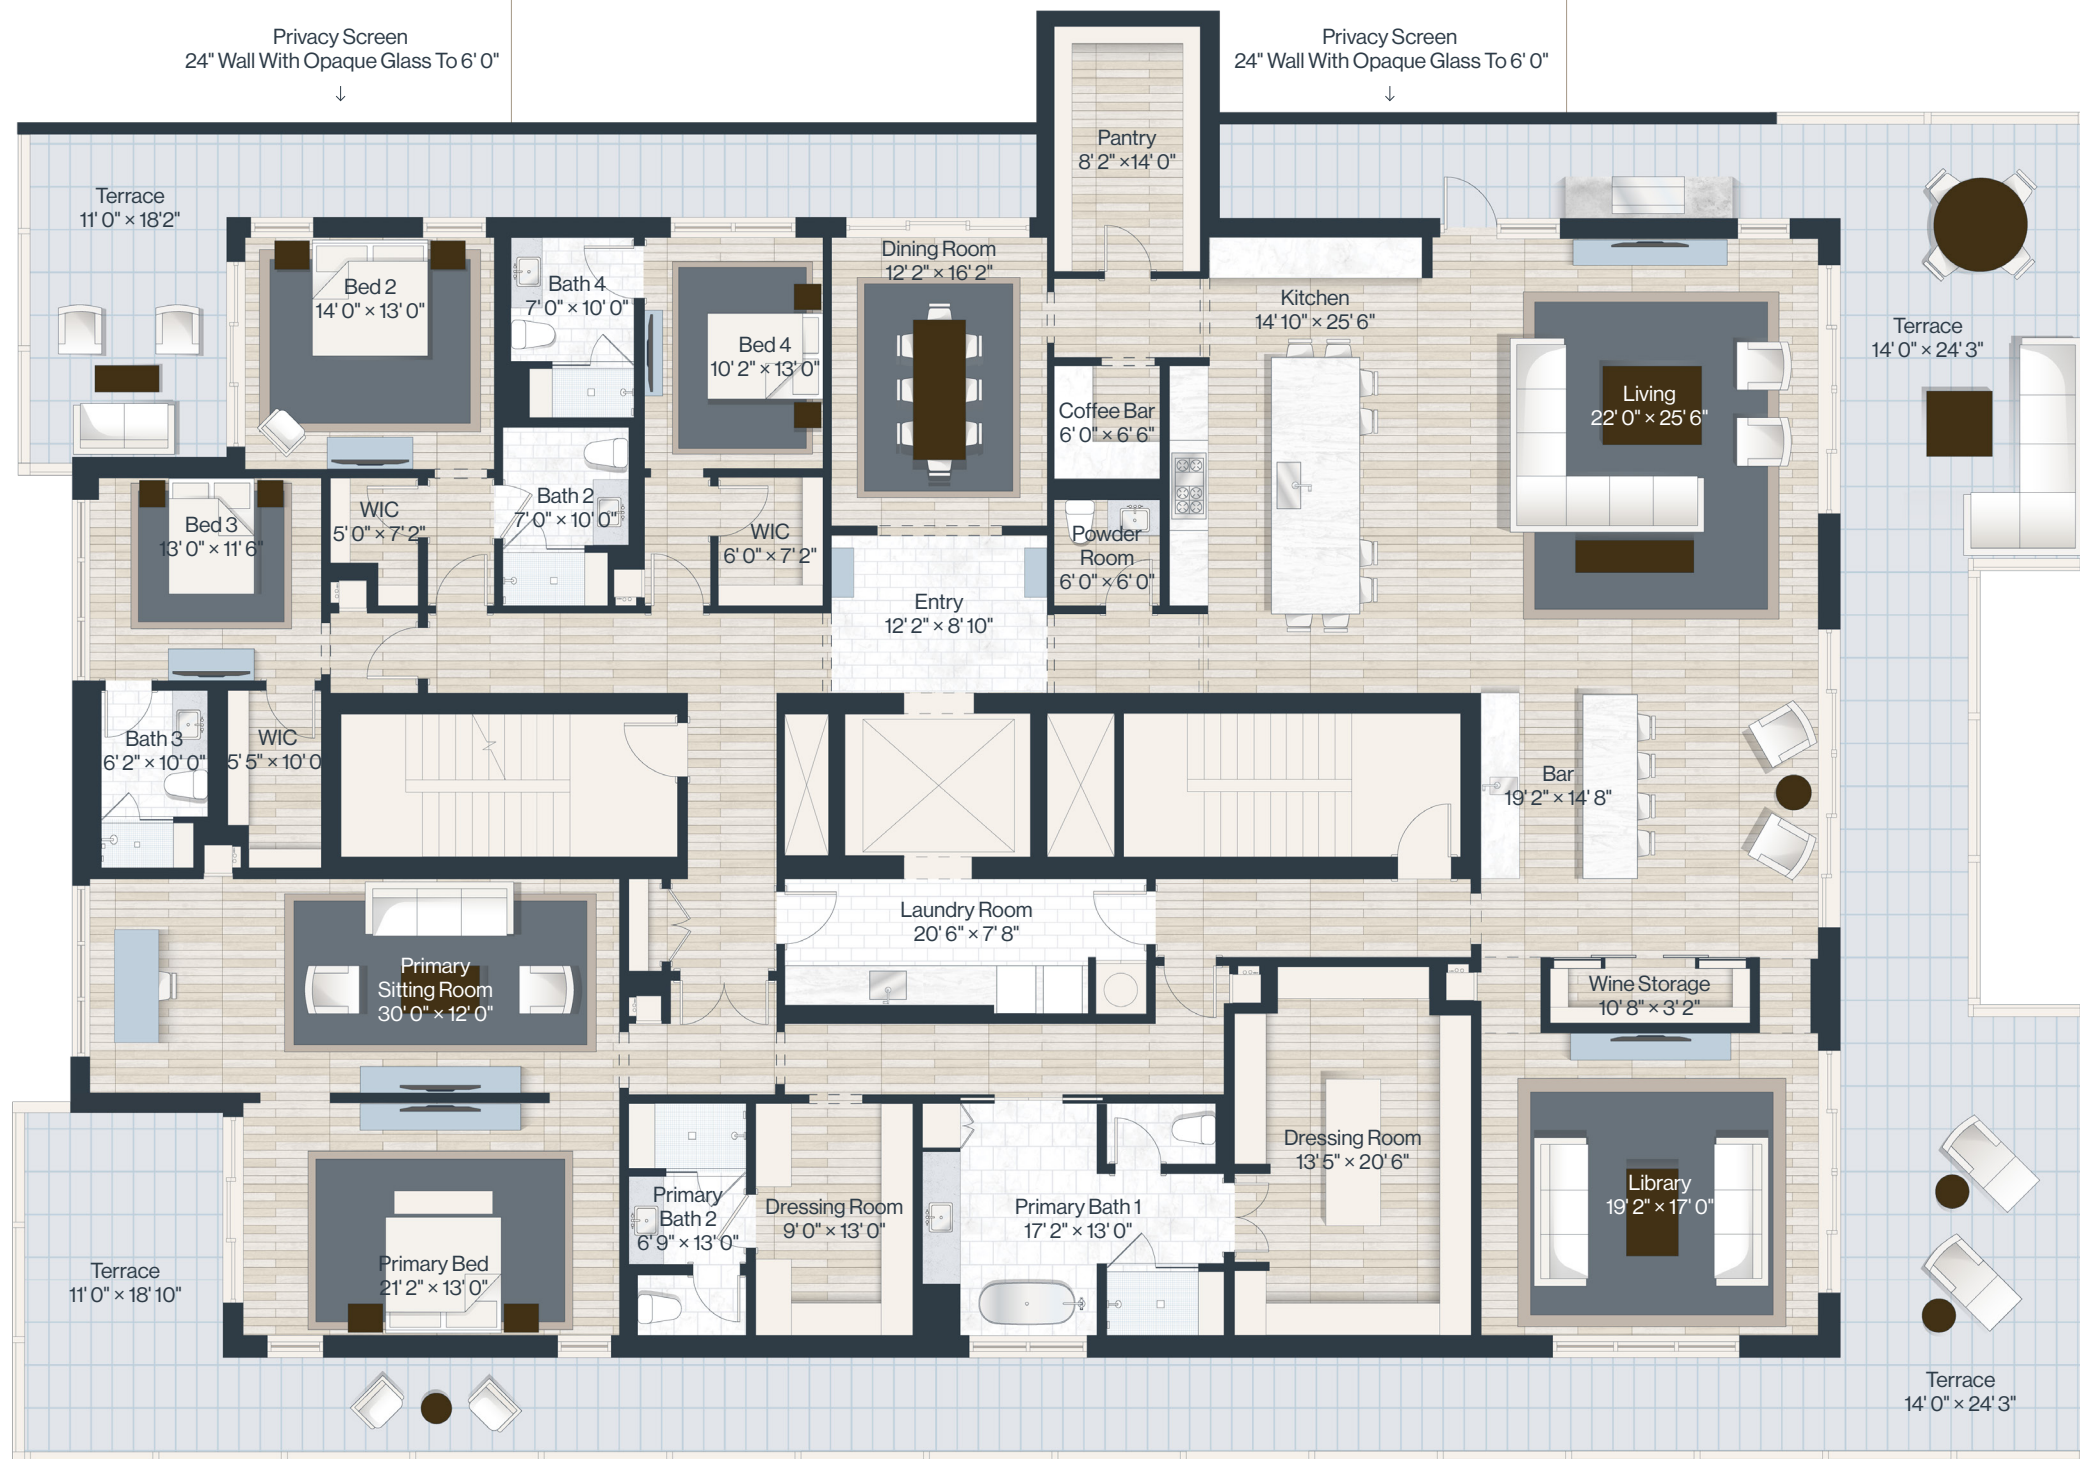 Privacy Screen
24" Wall With Opaque Glass To 6' 0"
↓
Privacy Screen
24" Wall With Opaque Glass To 6' 0"
↓
Pantry
8' 2" ×14' 0"
Terrace
11' 0" × 18'2"
Bed 2
14' 0" × 13' 0"
Bath 4
7' 0" × 10' 0"
Bed 4
10' 2" × 13' 0"
Dining Room
12' 2" × 16' 2"
Kitchen
14' 10" × 25' 6"
Living
22' 0" × 25' 6"
Terrace
14' 0" × 24' 3"
Coffee Bar
6' 0" × 6' 6"
Bed 3
13' 0" × 11' 6"
WIC
5' 0" × 7' 2"
Bath 2
7' 0" × 10' 0"
WIC
6' 0" × 7' 2"
Powder
Room
6' 0" × 6' 0"
Entry
12' 2" × 8' 10"
Bath 3
6' 2" × 10' 0"
WIC
5' 5" × 10' 0
Bar
19' 2" × 14' 8"
Laundry Room
20' 6" × 7' 8"
Primary
Sitting Room
30' 0" × 12' 0"
Wine Storage
10' 8" × 3' 2"
Dressing Room
13' 5" × 20' 6"
Library
19' 2" × 17' 0"
Primary
Bath 2
6' 9" × 13' 0"
Dressing Room
9' 0" × 13' 0"
Primary Bath 1
17' 2" × 13' 0"
Primary Bed
21' 2" × 13' 0"
Terrace
11' 0" × 18' 10"
Terrace
14' 0" × 24' 3"